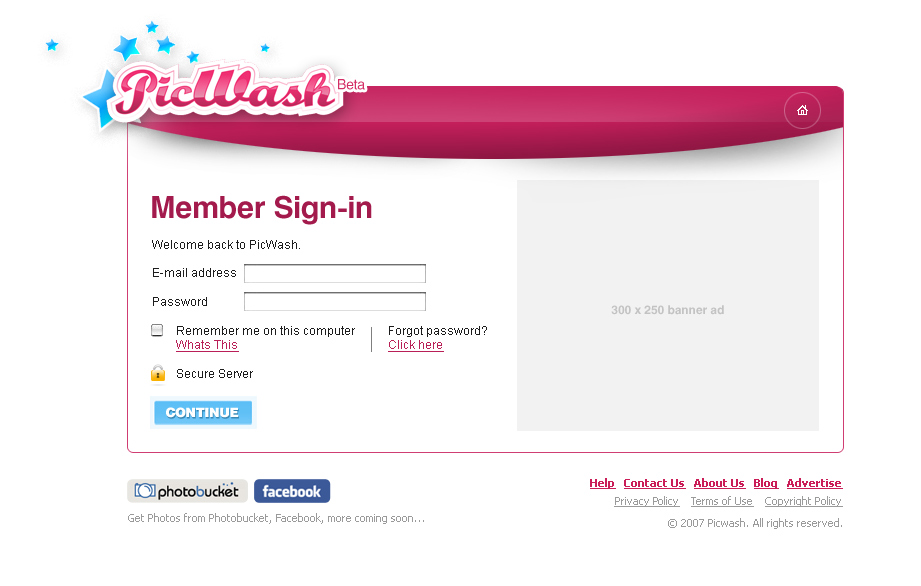 PicWash Beta
Member Sign-in
Welcome back to PicWash.
E-mail address
Password
Remember me on this computer
Whats This
Forgot password?
Click here
Secure Server
CONTINUE
300 x 250 banner ad
photobucket facebook
Get Photos from Photobucket, Facebook, more coming soon...
Help Contact Us About Us Blog Advertise
Privacy Policy Terms of Use Copyright Policy
© 2007 Picwash. All rights reserved.